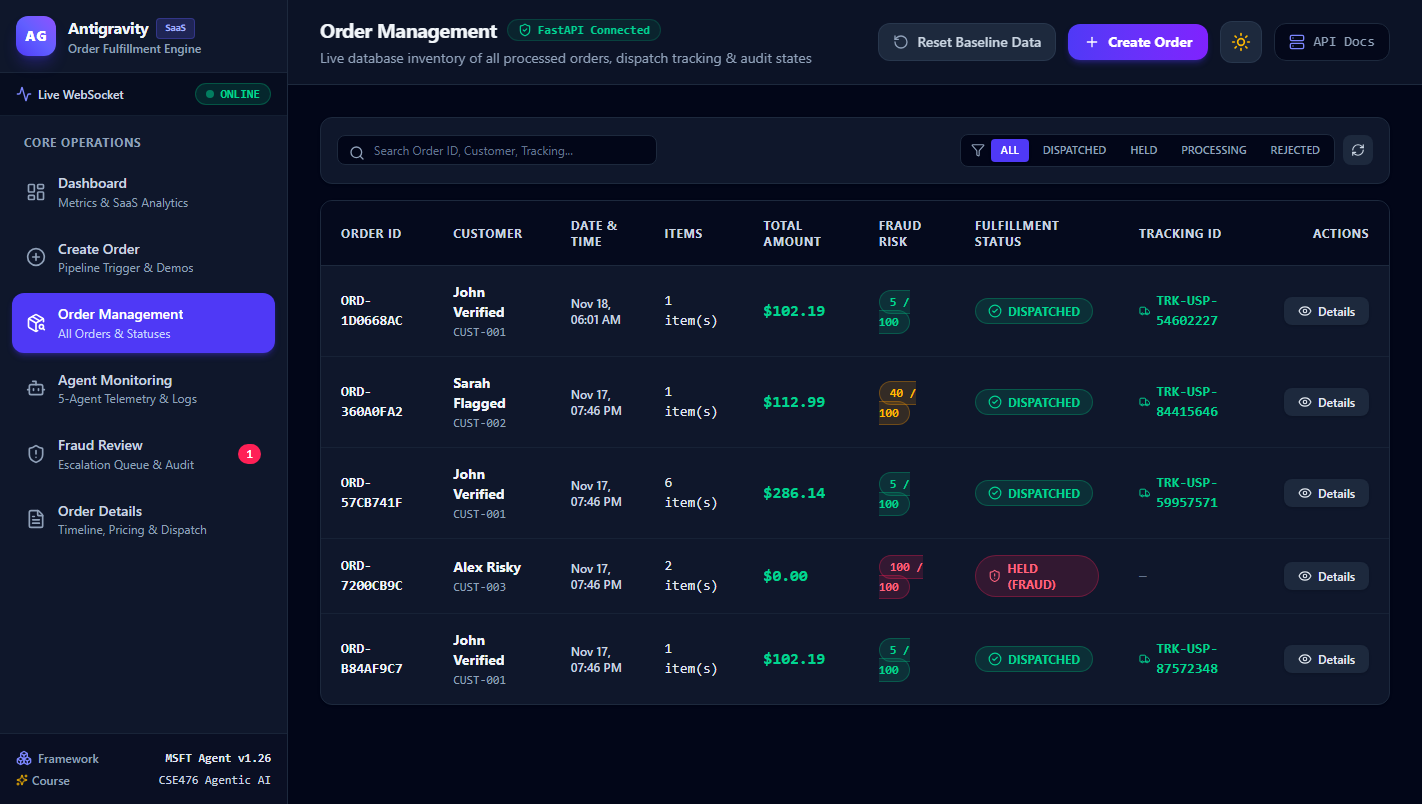 AG
Antigravity SaaS
Order Fulfillment Engine
Live WebSocket ONLINE
CORE OPERATIONS
Dashboard
Metrics & SaaS Analytics
Create Order
Pipeline Trigger & Demos
Order Management
All Orders & Statuses
Agent Monitoring
5-Agent Telemetry & Logs
Fraud Review
Escalation Queue & Audit
1
Order Details
Timeline, Pricing & Dispatch
Framework MSFT Agent v1.26
Course CSE476 Agentic AI
Order Management FastAPI Connected
Live database inventory of all processed orders, dispatch tracking & audit states
Reset Baseline Data
Create Order
API Docs
Search Order ID, Customer, Tracking...
ALL DISPATCHED HELD PROCESSING REJECTED
ORDER ID
CUSTOMER
DATE &
TIME
ITEMS
TOTAL
AMOUNT
FRAUD
RISK
FULFILLMENT
STATUS
TRACKING ID
ACTIONS
ORD-
1D0668AC
John
Verified
CUST-001
Nov 18,
06:01 AM
1
item(s)
$102.19
5 /
100
DISPATCHED
TRK-USP-
54602227
Details
ORD-
360A0FA2
Sarah
Flagged
CUST-002
Nov 17,
07:46 PM
1
item(s)
$112.99
40 /
100
DISPATCHED
TRK-USP-
84415646
Details
ORD-
57CB741F
John
Verified
CUST-001
Nov 17,
07:46 PM
6
item(s)
$286.14
5 /
100
DISPATCHED
TRK-USP-
59957571
Details
ORD-
7200CB9C
Alex Risky
CUST-003
Nov 17,
07:46 PM
2
item(s)
$0.00
100 /
100
HELD
(FRAUD)
—
Details
ORD-
B84AF9C7
John
Verified
CUST-001
Nov 17,
07:46 PM
1
item(s)
$102.19
5 /
100
DISPATCHED
TRK-USP-
87572348
Details